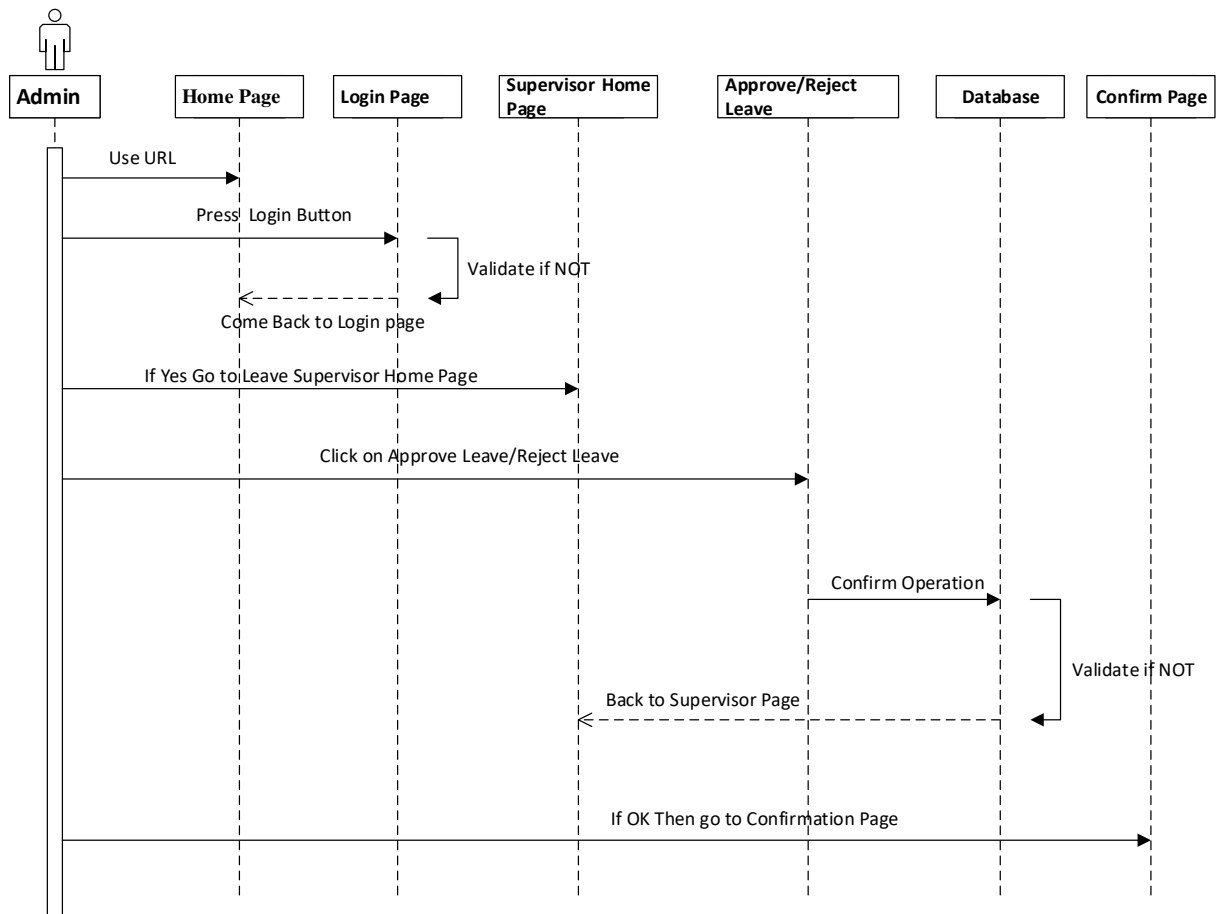 Admin
Home Page
Login Page
Supervisor Home
Page
Approve/Reject
Leave
Database
Confirm Page
Use URL
Press Login Button
Validate if NOT
Come Back to Login page
If Yes Go to Leave Supervisor Home Page
Click on Approve Leave/Reject Leave
Confirm Operation
Validate if NOT
Back to Supervisor Page
If OK Then go to Confirmation Page